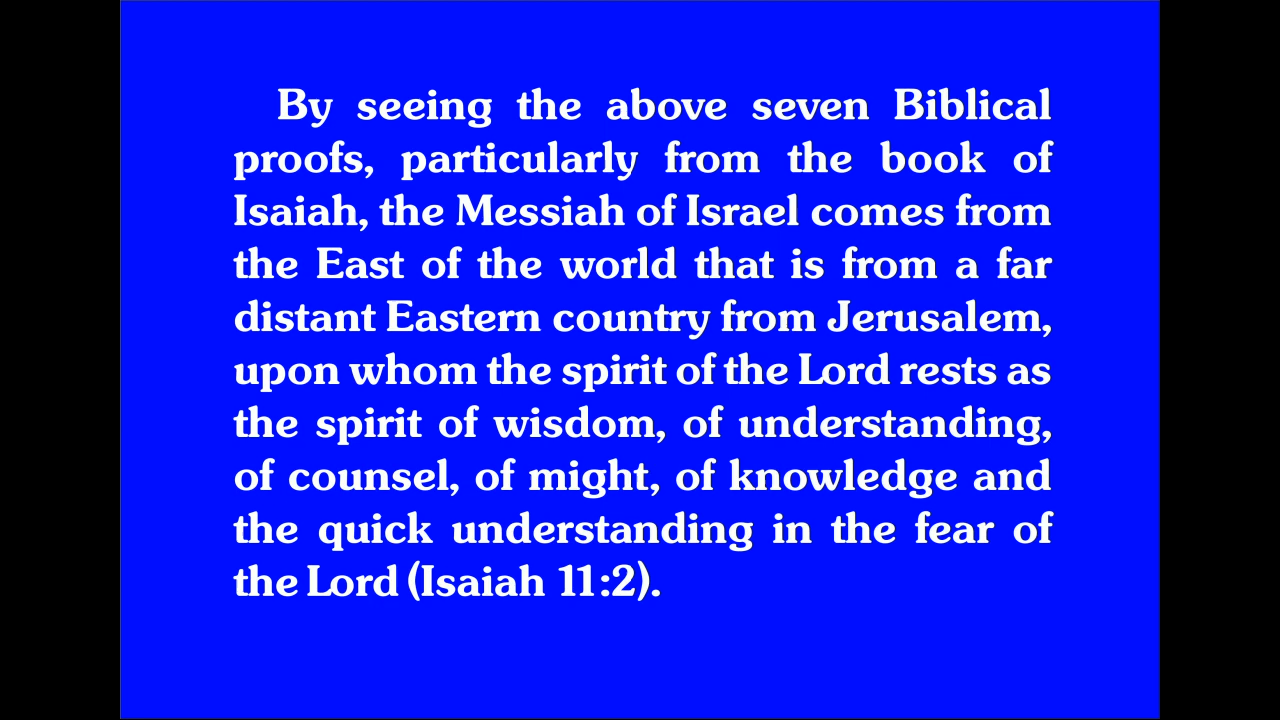 By seeing the above seven Biblical
proofs, particularly from the book of
Isaiah, the Messiah of Israel comes from
the East of the world that is from a far
distant Eastern country from Jerusalem,
upon whom the spirit of the Lord rests as
the spirit of wisdom, of understanding,
of counsel, of might, of knowledge and
the quick understanding in the fear of
the Lord (Isaiah 11:2).